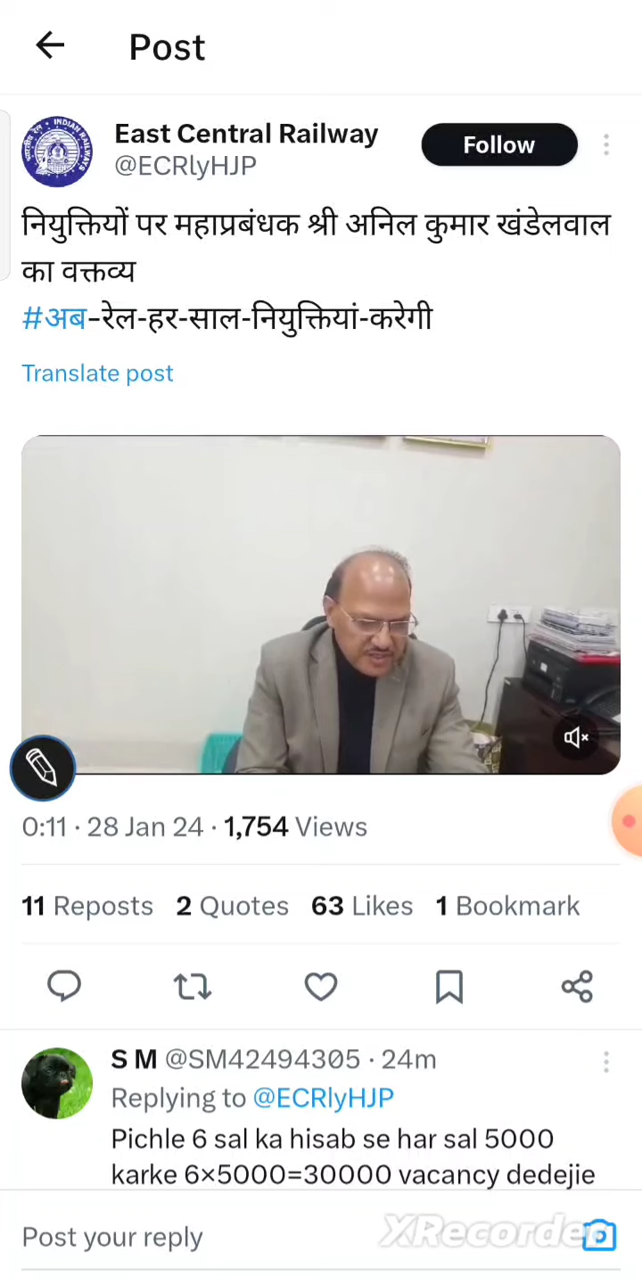 Post
East Central Railway
@ECRlyHJP
Follow
नियुक्तियों पर महाप्रबंधक श्री अनिल कुमार खंडेलवाल
का वक्तव्य
#अब-रेल-हर-साल-नियुक्तियां-करेगी
Translate post
0:11 · 28 Jan 24 · 1,754 Views
11 Reposts 2 Quotes 63 Likes 1 Bookmark
S M @SM42494305 · 24m
Replying to @ECRlyHJP
Pichle 6 sal ka hisab se har sal 5000
karke 6×5000=30000 vacancy dedejie
Post your reply
XRecorder